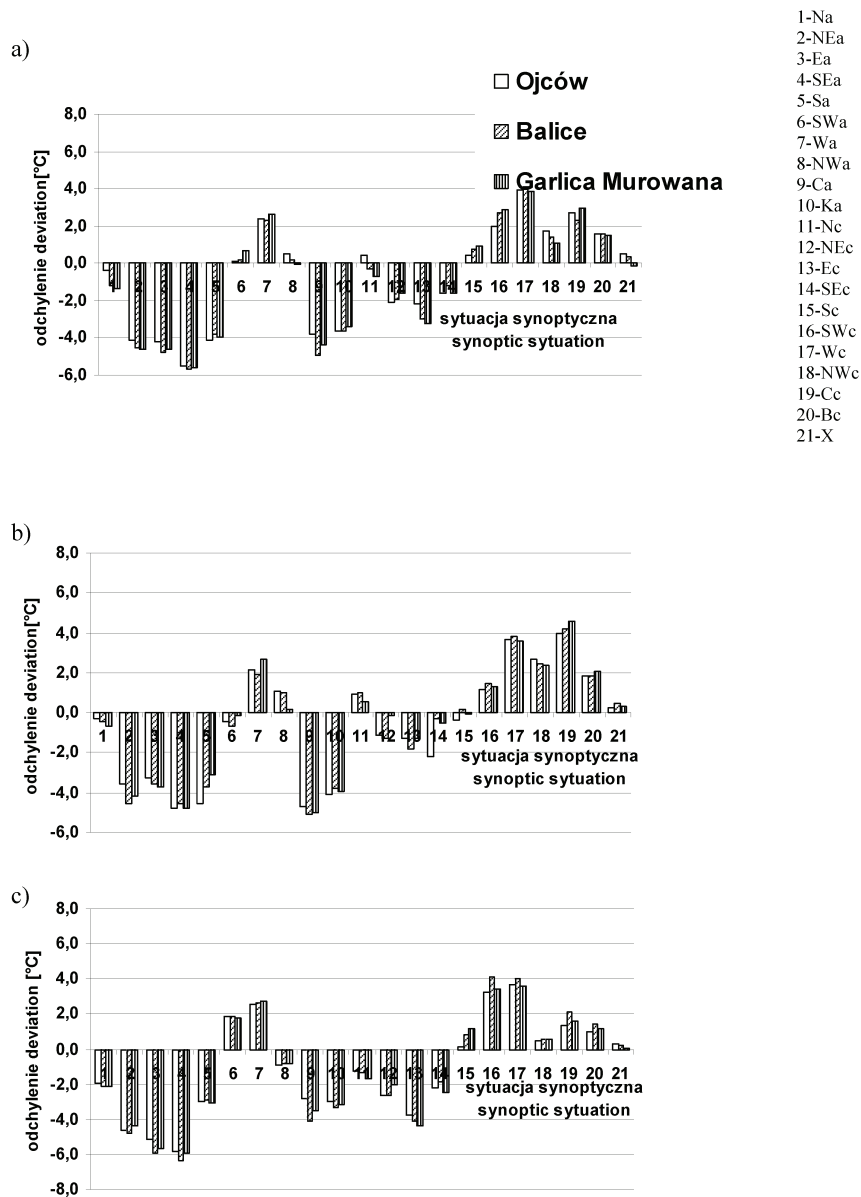 a)
Ojców
Balice
Garlica Murowana
8,0
6,0
4,0
2,0
0,0
-2,0
-4,0
-6,0
odchylenie deviation[°C]
1 2 3 4 5 6 7 8 9 10 11 12 13 14 15 16 17 18 19 20 21
sytuacja synoptyczna
synoptic sytuation
1-Na
2-NEa
3-Ea
4-SEa
5-Sa
6-SWa
7-Wa
8-NWa
9-Ca
10-Ka
11-Nc
12-NEc
13-Ec
14-SEc
15-Sc
16-SWc
17-Wc
18-NWc
19-Cc
20-Bc
21-X
b)
8,0
6,0
4,0
2,0
0,0
-2,0
-4,0
-6,0
odchylenie deviation[°C]
1 2 3 4 5 6 7 8 9 10 11 12 13 14 15 16 17 18 19 20 21
sytuacja synoptyczna
synoptic sytuation
c)
8,0
6,0
4,0
2,0
0,0
-2,0
-4,0
-6,0
-8,0
odchylenie deviation [°C]
1 2 3 4 5 6 7 8 9 10 11 12 13 14 15 16 17 18 19 20 21
sytuacja synoptyczna
synoptic sytuation